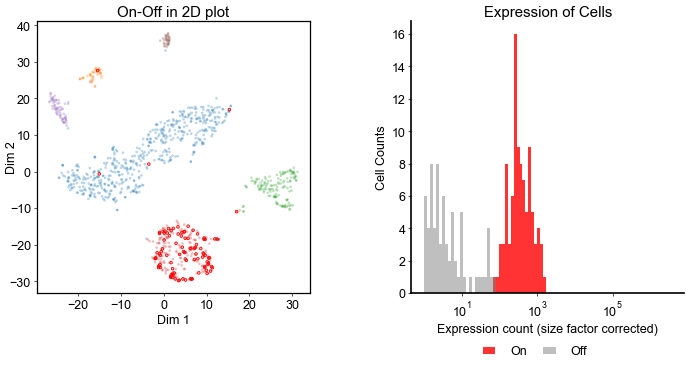 On-Off in 2D plot
40
30
20
10
0
−10
−20
−30
Dim 2
−20 −10 0 10 20 30
Dim 1
Expression of Cells
16
14
12
10
8
6
4
2
0
Cell Counts
10^1 10^3 10^5
Expression count (size factor corrected)
On Off